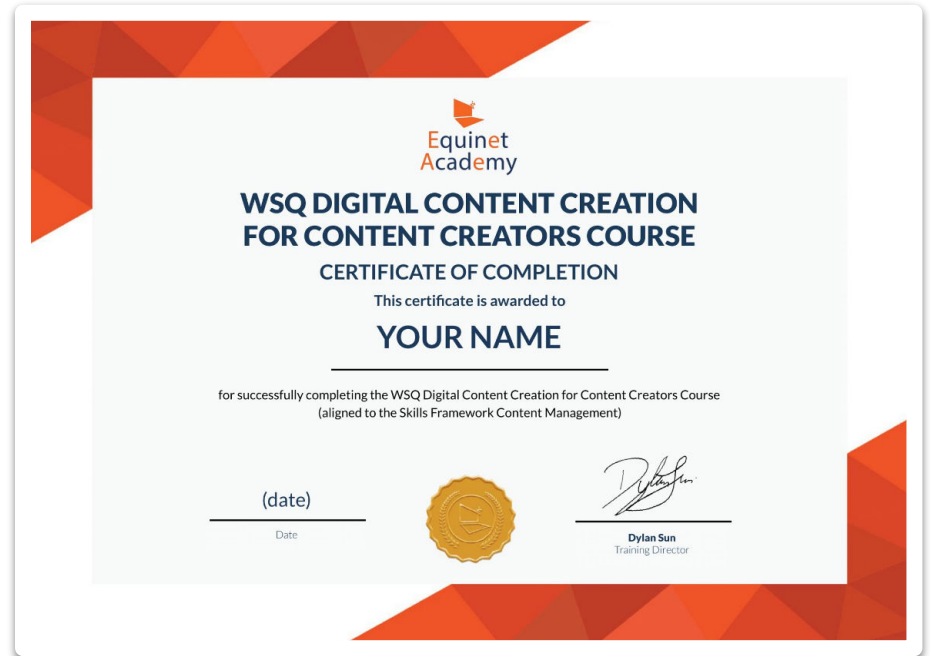 Equinet
Academy
WSQ DIGITAL CONTENT CREATION
FOR CONTENT CREATORS COURSE
CERTIFICATE OF COMPLETION
This certificate is awarded to
YOUR NAME
for successfully completing the WSQ Digital Content Creation for Content Creators Course
(aligned to the Skills Framework Content Management)
(date)
Date
Dylan Sun
Dylan Sun
Training Director